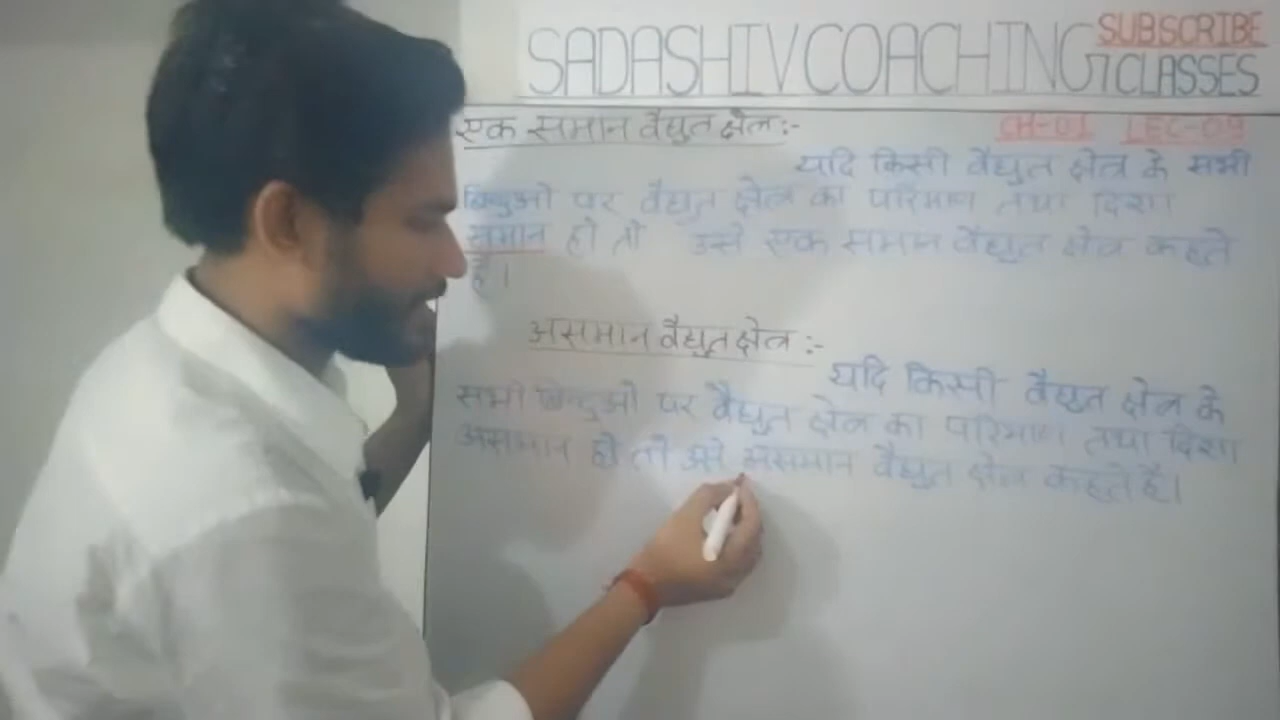 SADASHIV COACHING
SUBSCRIBE
CLASSES
एक समान वैद्युत क्षेत्र :-
CH-01 LEC-09
यदि किसी वैद्युत क्षेत्र के सभी
बिन्दुओ पर वैद्युत क्षेत्र का परिमाण तथा दिशा
समान हो तो उसे एक समान वैद्युत क्षेत्र कहते
है।
असमान वैद्युत क्षेत्र :-
यदि किसी वैद्युत क्षेत्र के
सभी बिन्दुओ पर वैद्युत क्षेत्र का परिमाण तथा दिशा
असमान हो तो उसे असमान वैद्युत क्षेत्र कहते है।